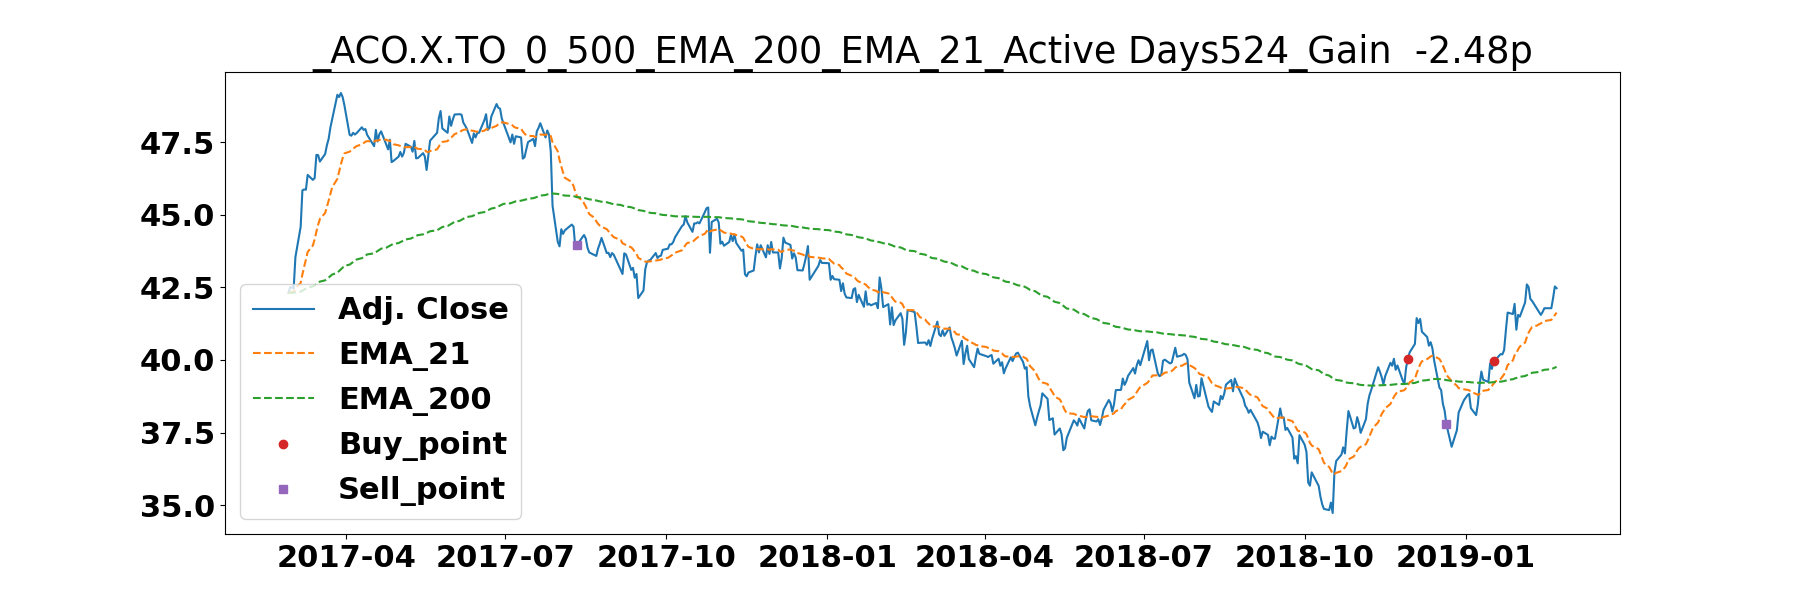 _ACO.X.TO_0_500_EMA_200_EMA_21_Active Days524_Gain  -2.48p
47.5
45.0
42.5
40.0
37.5
35.0
Adj. Close
EMA_21
EMA_200
Buy_point
Sell_point
2017-04 2017-07 2017-10 2018-01 2018-04 2018-07 2018-10 2019-01